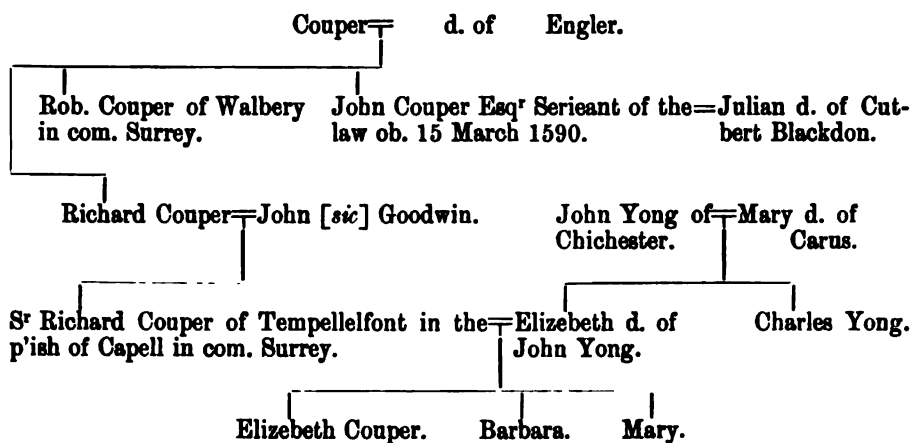 Couper d. of Engler.
Rob. Couper of Walbery
in com. Surrey.
John Couper Esqr Serieant of the
law ob. 15 March 1590.
=Julian d. of Cut-
bert Blackdon.
Richard Couper=John [sic] Goodwin.
John Yong of
Chichester.
Mary d. of
Carus.
Sr Richard Couper of Tempellelfont in the
p'ish of Capell in com. Surrey.
Elizebeth d. of
John Yong.
Charles Yong.
Elizebeth Couper. Barbara. Mary.